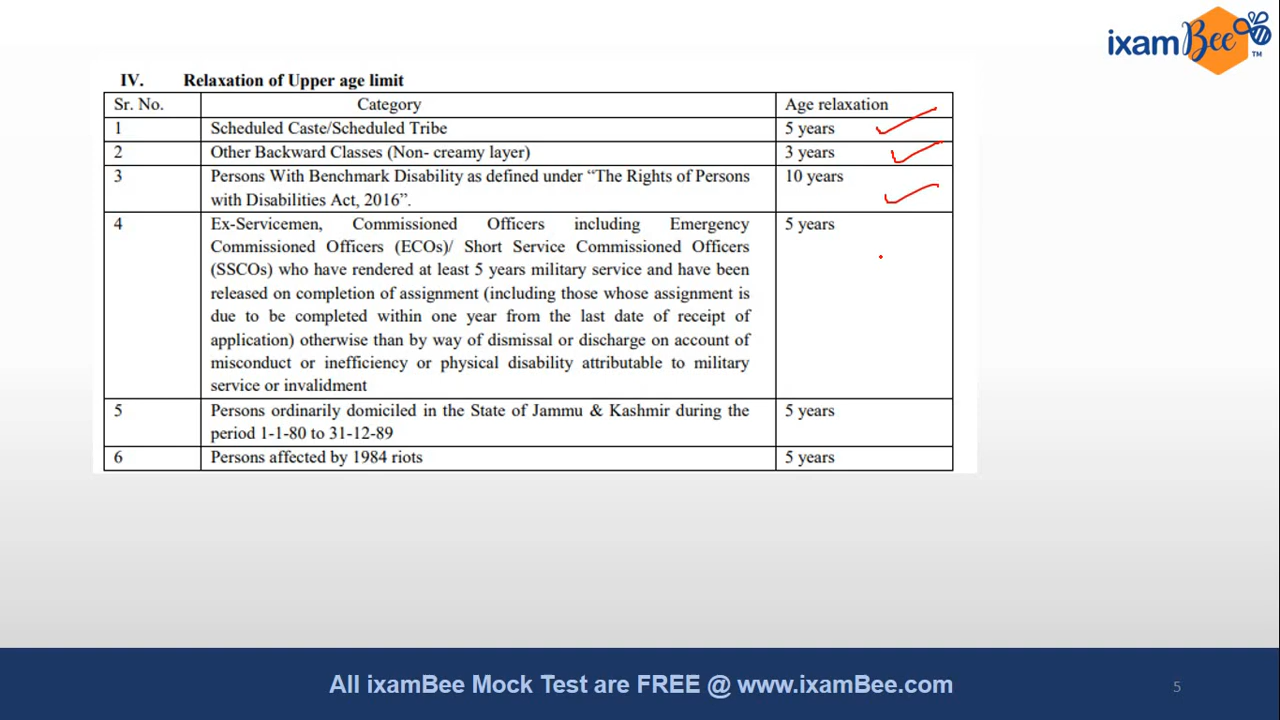 ixamBee
TM
IV. Relaxation of Upper age limit
Sr. No. Category Age relaxation
1 Scheduled Caste/Scheduled Tribe 5 years
2 Other Backward Classes (Non- creamy layer) 3 years
3 Persons With Benchmark Disability as defined under “The Rights of Persons 10 years
with Disabilities Act, 2016”.
4 Ex-Servicemen, Commissioned Officers including Emergency 5 years
Commissioned Officers (ECOs)/ Short Service Commissioned Officers
(SSCOs) who have rendered at least 5 years military service and have been
released on completion of assignment (including those whose assignment is
due to be completed within one year from the last date of receipt of
application) otherwise than by way of dismissal or discharge on account of
misconduct or inefficiency or physical disability attributable to military
service or invalidment
5 Persons ordinarily domiciled in the State of Jammu & Kashmir during the 5 years
period 1-1-80 to 31-12-89
6 Persons affected by 1984 riots 5 years
All ixamBee Mock Test are FREE @ www.ixamBee.com
5